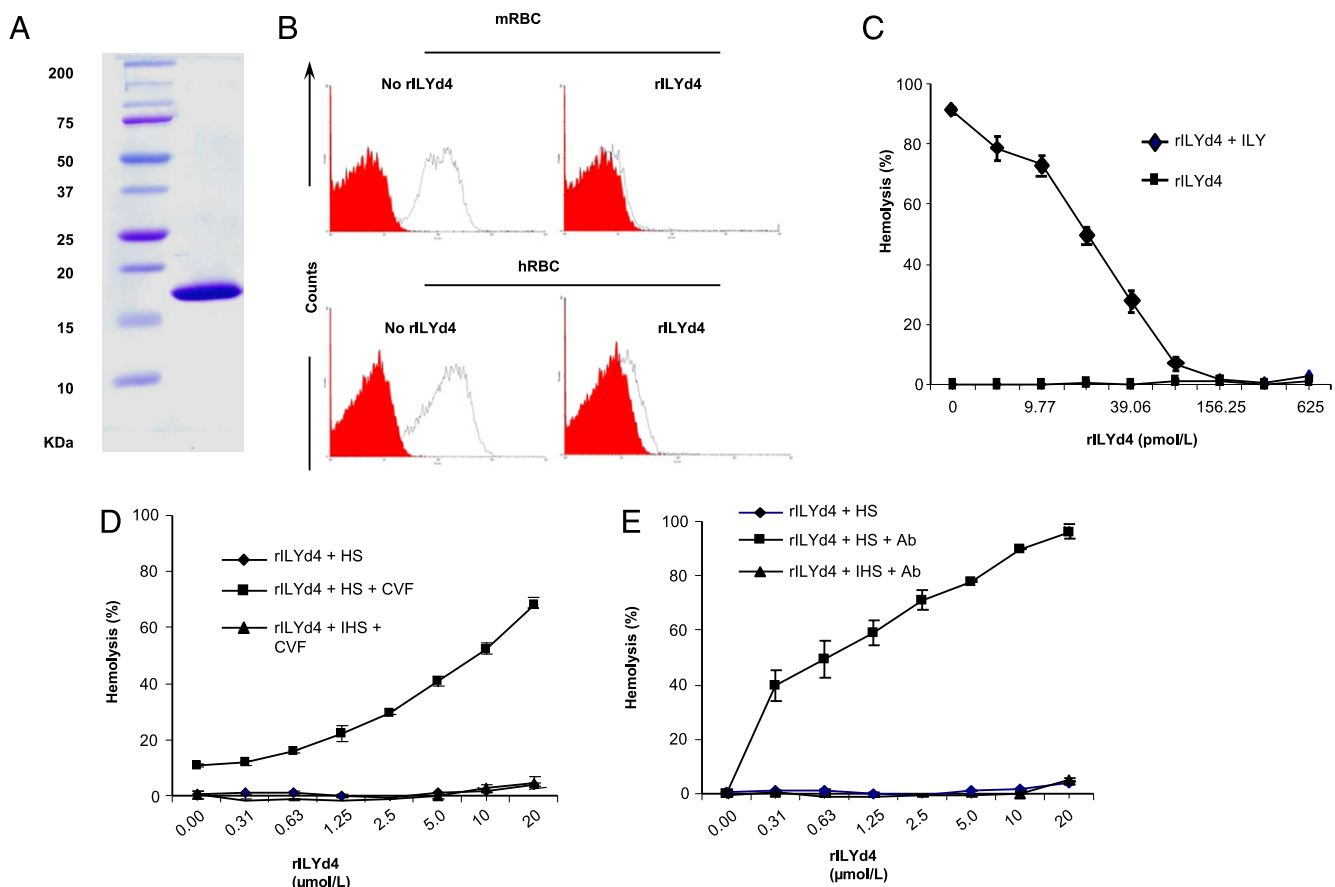 A
200
75
50
37
25
20
15
10
KDa
B
mRBC
No rILYd4
rILYd4
hRBC
No rILYd4
rILYd4
Counts
C
100
80
60
40
20
0
Hemolysis (%)
rILYd4 + ILY
rILYd4
0
9.77
39.06
156.25
625
rILYd4 (pmol/L)
D
100
80
60
40
20
0
Hemolysis (%)
rILYd4 + HS
rILYd4 + HS + CVF
rILYd4 + IHS +
CVF
0.00
0.31
0.63
1.25
2.5
5.0
10
20
rILYd4
(µmol/L)
E
100
80
60
40
20
0
Hemolysis (%)
rILYd4 + HS
rILYd4 + HS + Ab
rILYd4 + IHS + Ab
0.00
0.31
0.63
1.25
2.5
5.0
10
20
rILYd4
(µmol/L)